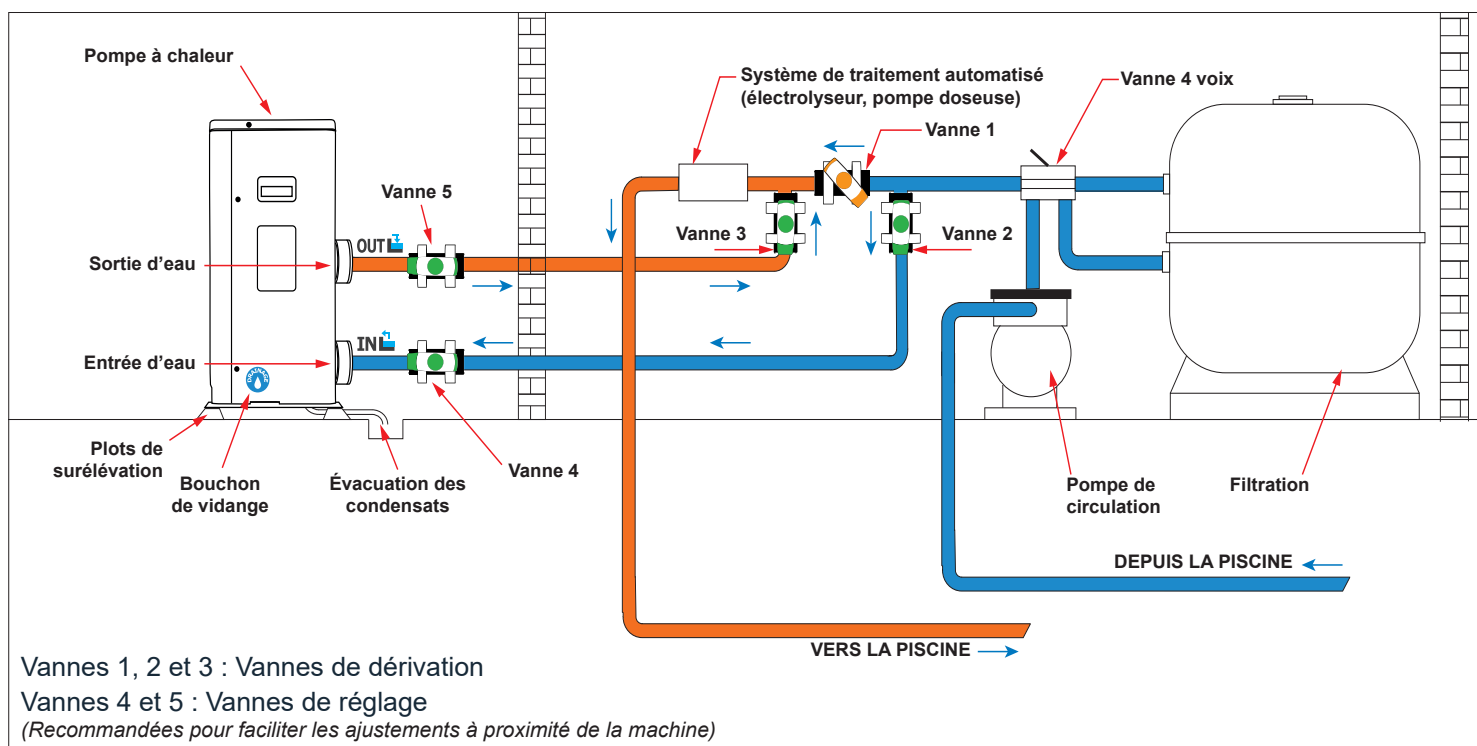 Pompe à chaleur
Système de traitement automatisé
(électrolyseur, pompe doseuse)
Vanne 4 voix
Vanne 1
Vanne 5
Vanne 3
Vanne 2
OUT
Sortie d'eau
IN
Entrée d'eau
DRAINAGE
Plots de
surélévation
Bouchon
de vidange
Évacuation des
condensats
Vanne 4
Pompe de
circulation
Filtration
DEPUIS LA PISCINE
VERS LA PISCINE
Vannes 1, 2 et 3 : Vannes de dérivation
Vannes 4 et 5 : Vannes de réglage
(Recommandées pour faciliter les ajustements à proximité de la machine)